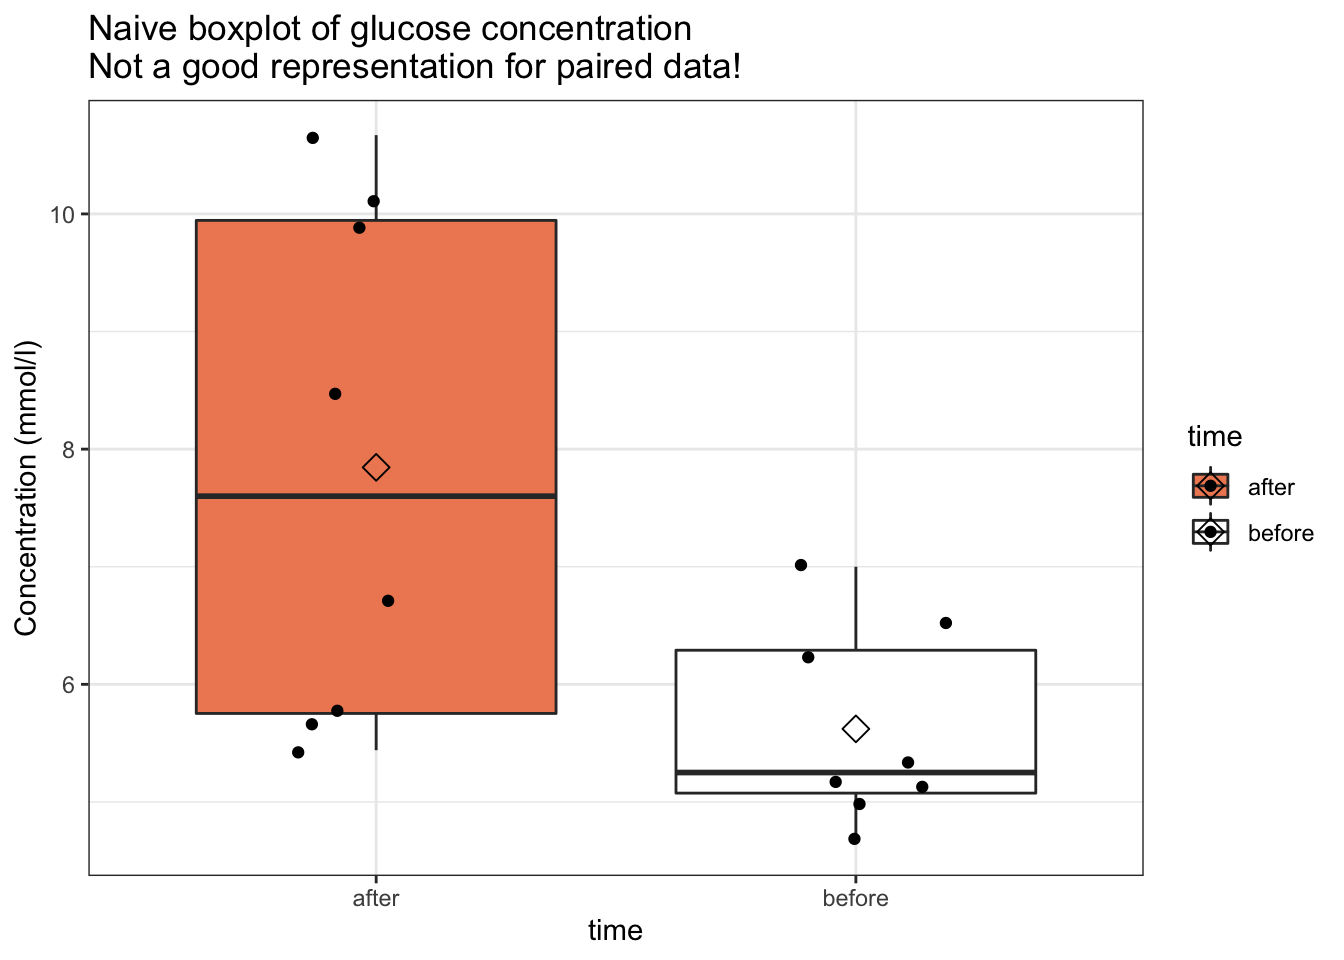 Naive boxplot of glucose concentration
Not a good representation for paired data!
Concentration (mmol/l)
10
8
6
after
before
time
time
after
before